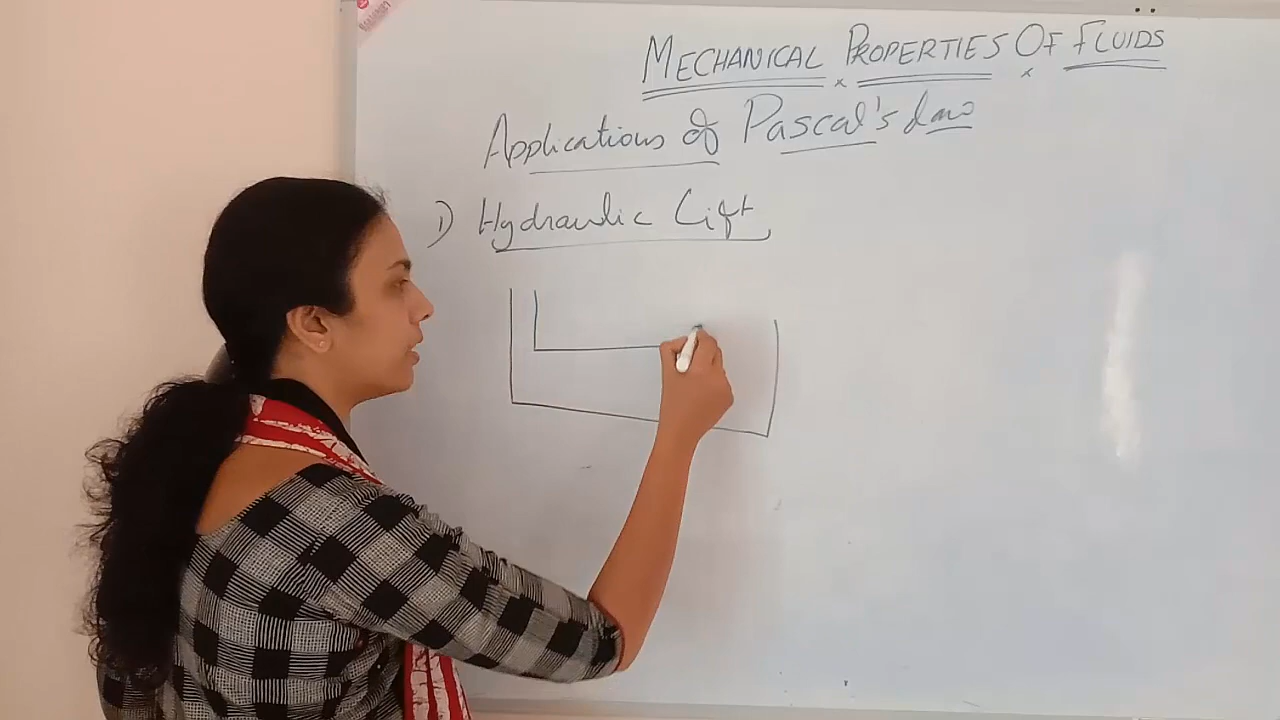 MECHANICAL PROPERTIES OF FLUIDS
Applications of Pascal's Law
1) Hydraulic Lift